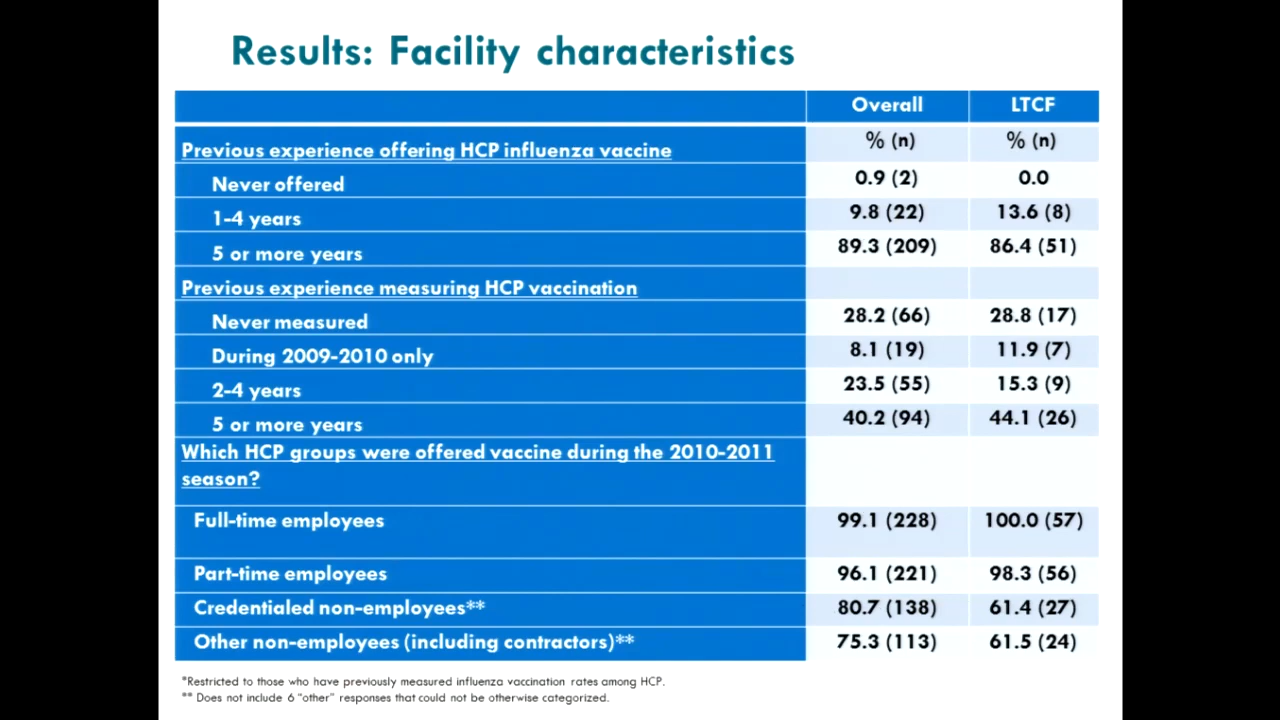 Results: Facility characteristics
Overall LTCF
Previous experience offering HCP influenza vaccine % (n) % (n)
Never offered 0.9 (2) 0.0
1-4 years 9.8 (22) 13.6 (8)
5 or more years 89.3 (209) 86.4 (51)
Previous experience measuring HCP vaccination
Never measured 28.2 (66) 28.8 (17)
During 2009-2010 only 8.1 (19) 11.9 (7)
2-4 years 23.5 (55) 15.3 (9)
5 or more years 40.2 (94) 44.1 (26)
Which HCP groups were offered vaccine during the 2010-2011
season?
Full-time employees 99.1 (228) 100.0 (57)
Part-time employees 96.1 (221) 98.3 (56)
Credentialed non-employees** 80.7 (138) 61.4 (27)
Other non-employees (including contractors)** 75.3 (113) 61.5 (24)
*Restricted to those who have previously measured influenza vaccination rates among HCP.
** Does not include 6 "other" responses that could not be otherwise categorized.